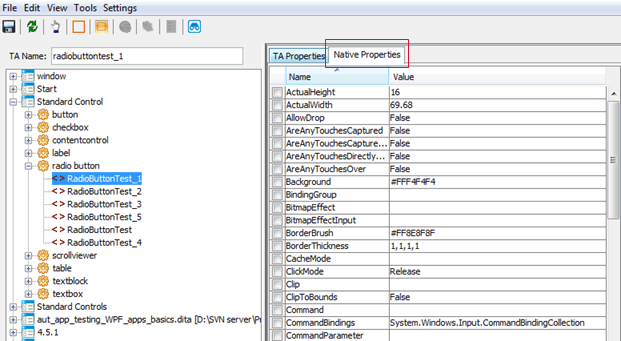 File Edit View Tools Settings
TA Name: radiobuttontest_1
window
Start
Standard Control
button
checkbox
contentcontrol
label
radio button
< > RadioButtonTest_1
< > RadioButtonTest_2
< > RadioButtonTest_3
< > RadioButtonTest_5
< > RadioButtonTest
< > RadioButtonTest_4
scrollviewer
table
textblock
textbox
Standard Controls
aut_app_testing_WPF_apps_basics.dita [D:\SVN server\Pr
4.5.1
TA Properties Native Properties
Name Value
ActualHeight 16
ActualWidth 69.68
AllowDrop False
AreAnyTouchesCaptured False
AreAnyTouchesCapture... False
AreAnyTouchesDirectly... False
AreAnyTouchesOver False
Background #FFF4F4F4
BindingGroup
BitmapEffect
BitmapEffectInput
BorderBrush #FF8E8F8F
BorderThickness 1,1,1,1
CacheMode
ClickMode Release
Clip
ClipToBounds False
Command
CommandBindings System.Windows.Input.CommandBindingCollection
CommandParameter